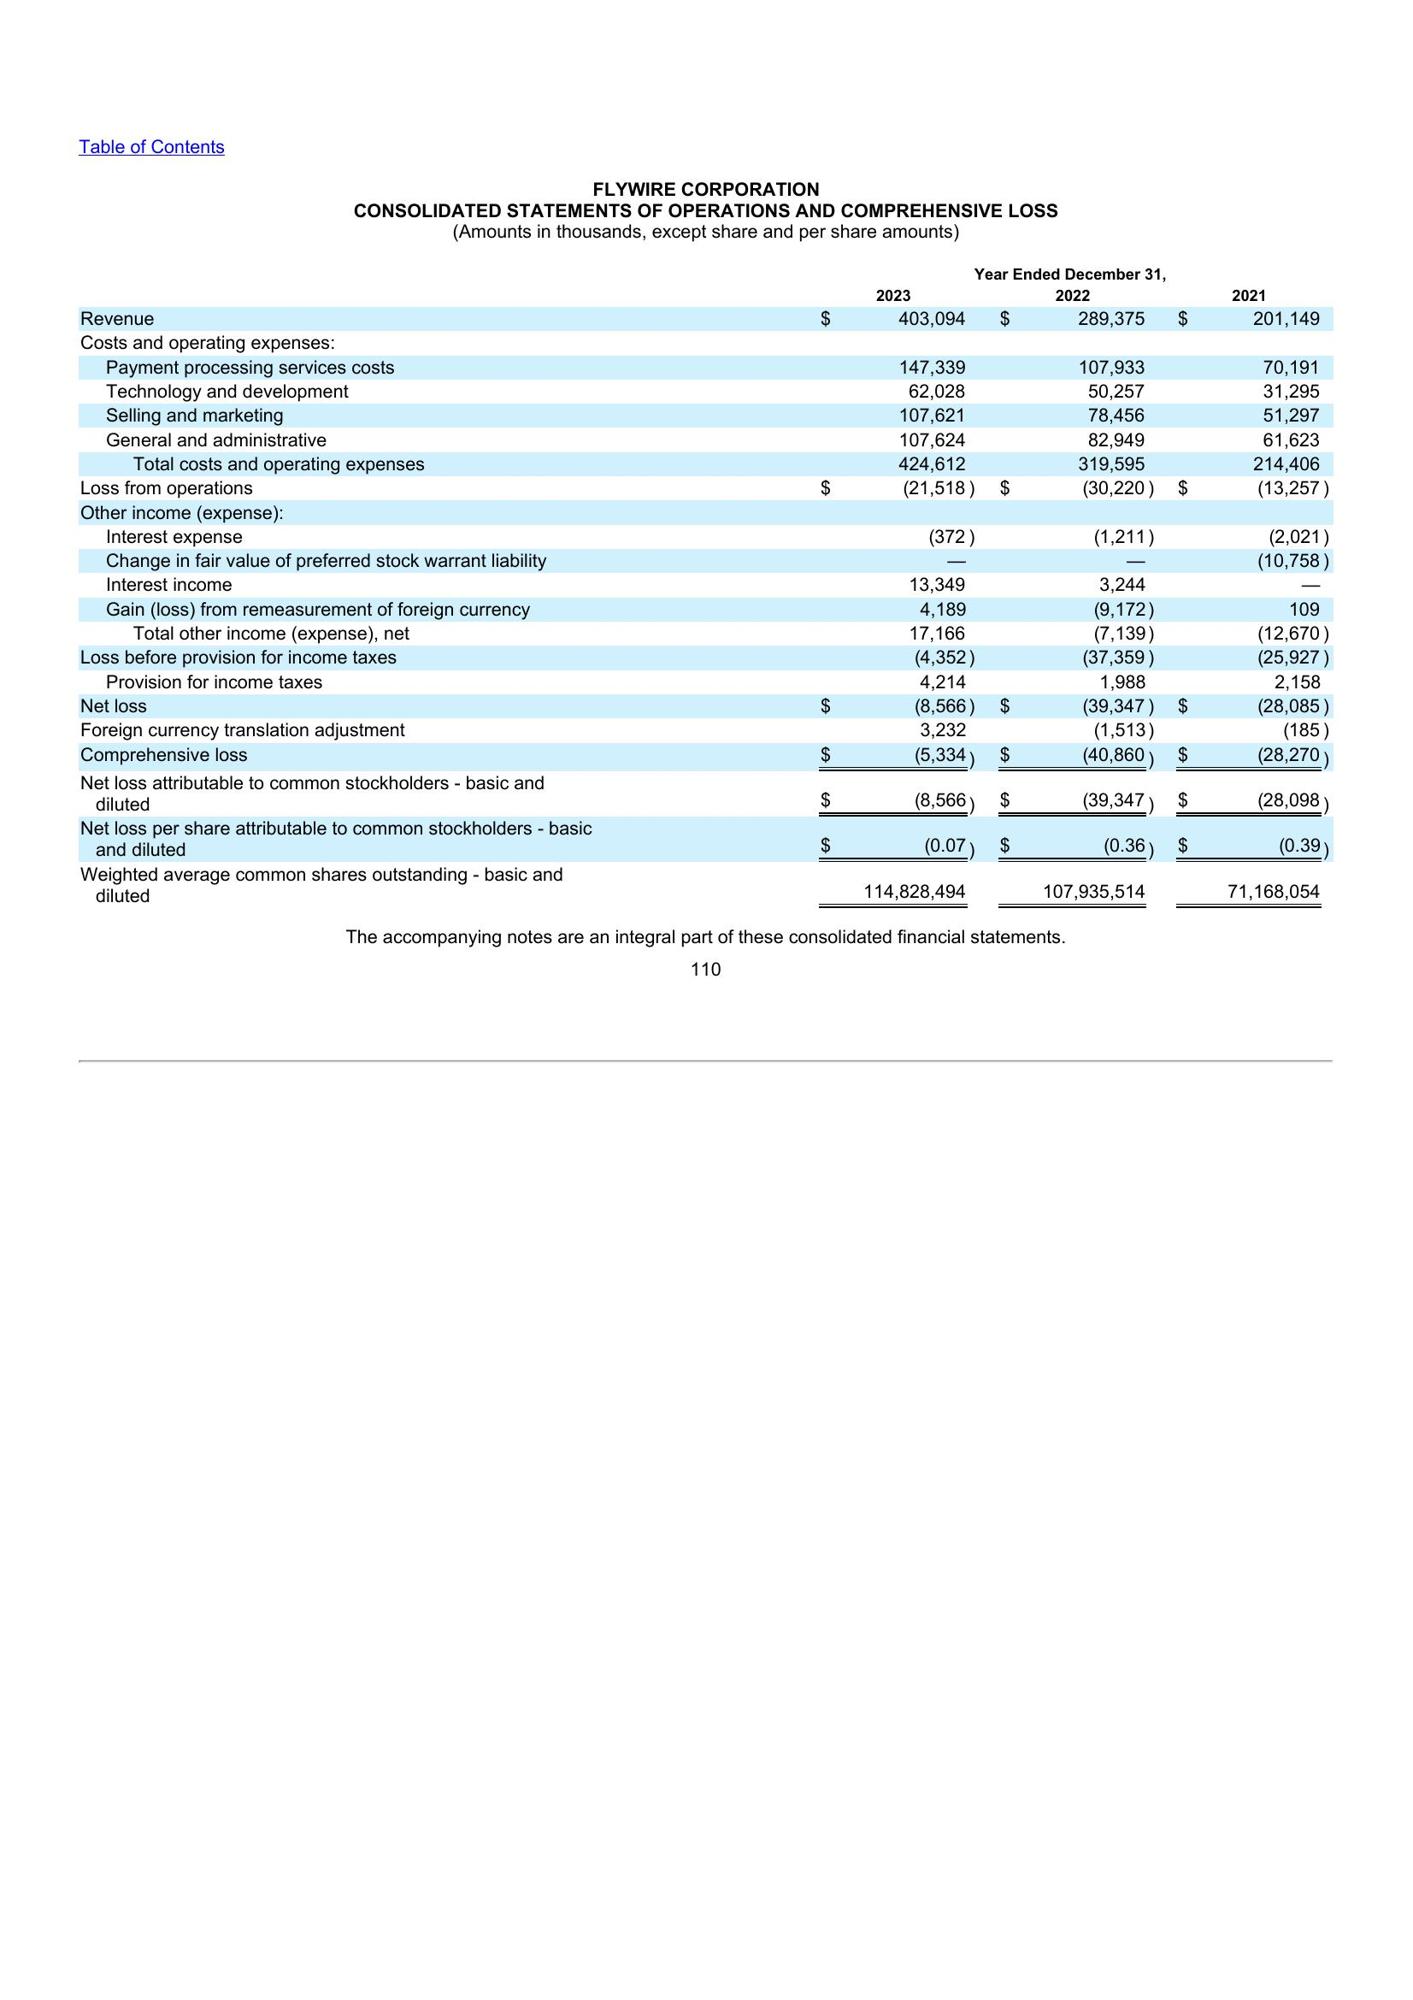 Table of Contents
FLYWIRE CORPORATION
CONSOLIDATED STATEMENTS OF OPERATIONS AND COMPREHENSIVE LOSS
(Amounts in thousands, except share and per share amounts)
Year Ended December 31,
2023 2022 2021
Revenue $ 403,094 $ 289,375 $ 201,149
Costs and operating expenses:
Payment processing services costs 147,339 107,933 70,191
Technology and development 62,028 50,257 31,295
Selling and marketing 107,621 78,456 51,297
General and administrative 107,624 82,949 61,623
Total costs and operating expenses 424,612 319,595 214,406
Loss from operations $ (21,518) $ (30,220) $ (13,257)
Other income (expense):
Interest expense (372) (1,211) (2,021)
Change in fair value of preferred stock warrant liability — — (10,758)
Interest income 13,349 3,244 —
Gain (loss) from remeasurement of foreign currency 4,189 (9,172) 109
Total other income (expense), net 17,166 (7,139) (12,670)
Loss before provision for income taxes (4,352) (37,359) (25,927)
Provision for income taxes 4,214 1,988 2,158
Net loss $ (8,566) $ (39,347) $ (28,085)
Foreign currency translation adjustment 3,232 (1,513) (185)
Comprehensive loss $ (5,334) $ (40,860) $ (28,270)
Net loss attributable to common stockholders - basic and
diluted $ (8,566) $ (39,347) $ (28,098)
Net loss per share attributable to common stockholders - basic
and diluted $ (0.07) $ (0.36) $ (0.39)
Weighted average common shares outstanding - basic and
diluted 114,828,494 107,935,514 71,168,054
The accompanying notes are an integral part of these consolidated financial statements.
110